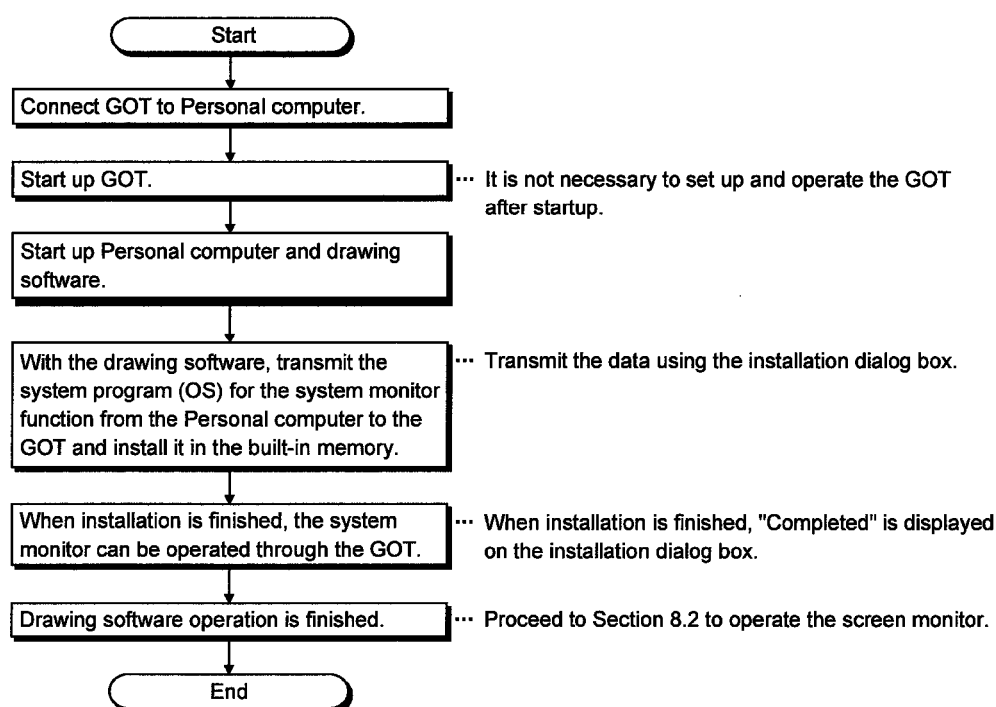 Start
Connect GOT to Personal computer.
Start up GOT.
··· It is not necessary to set up and operate the GOT
after startup.
Start up Personal computer and drawing
software.
With the drawing software, transmit the
system program (OS) for the system monitor
function from the Personal computer to the
GOT and install it in the built-in memory.
··· Transmit the data using the installation dialog box.
When installation is finished, the system
monitor can be operated through the GOT.
··· When installation is finished, "Completed" is displayed
on the installation dialog box.
Drawing software operation is finished.
··· Proceed to Section 8.2 to operate the screen monitor.
End